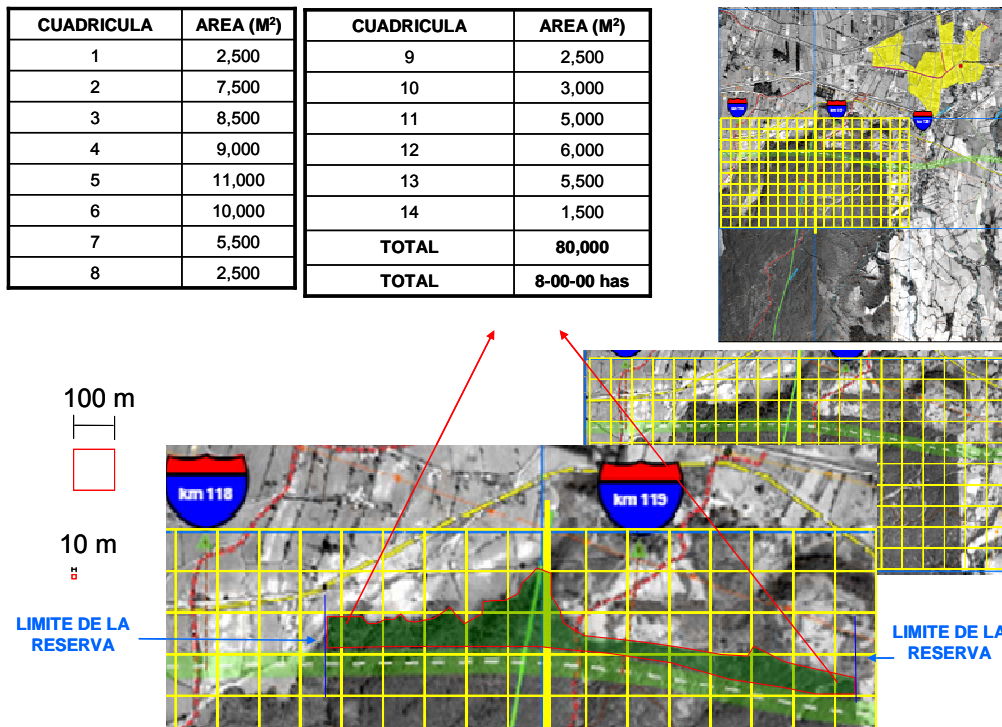 CUADRICULA AREA (M²)
1 2,500
2 7,500
3 8,500
4 9,000
5 11,000
6 10,000
7 5,500
8 2,500
CUADRICULA AREA (M²)
9 2,500
10 3,000
11 5,000
12 6,000
13 5,500
14 1,500
TOTAL 80,000
TOTAL 8-00-00 has
100 m
10 m
km 118
km 119
LIMITE DE LA
RESERVA
LIMITE DE LA
RESERVA